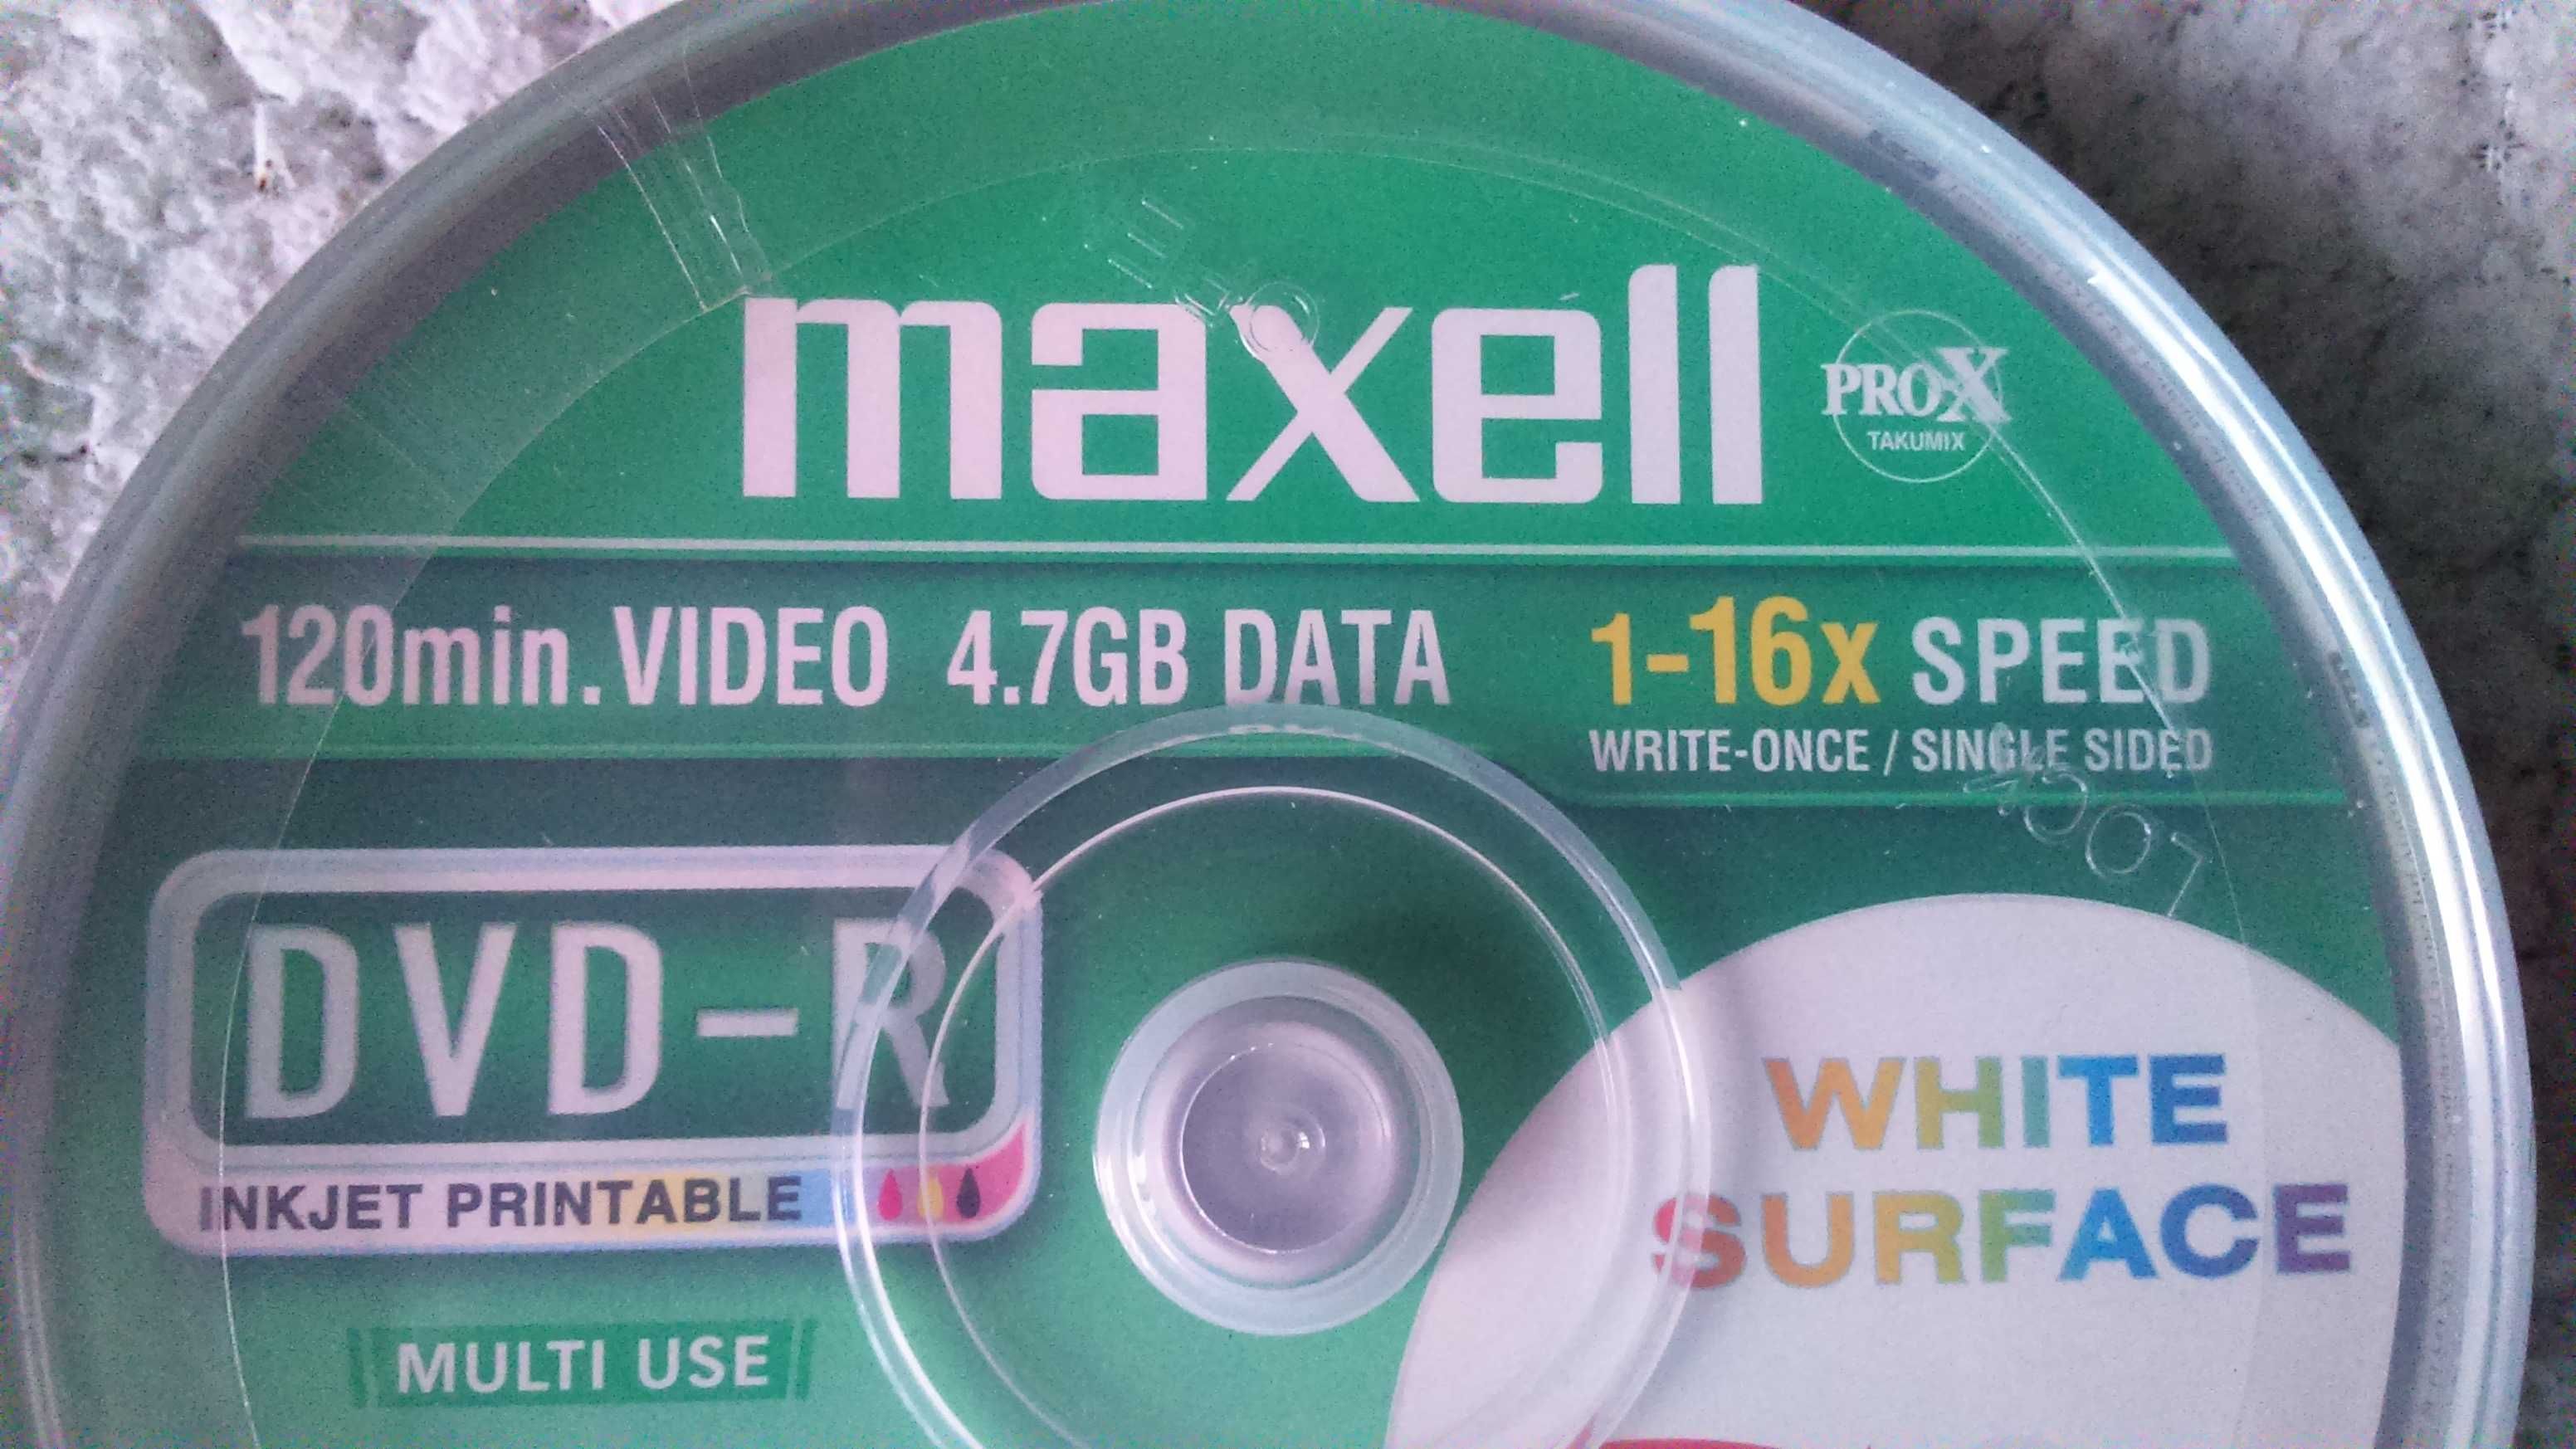 maxell
PRO-X
TAKUMIX
120min.VIDEO 4.7GB DATA
1-16x SPEED
WRITE-ONCE / SINGLE SIDED
DVD-R
INKJET PRINTABLE
MULTI USE
WHITE
SURFACE